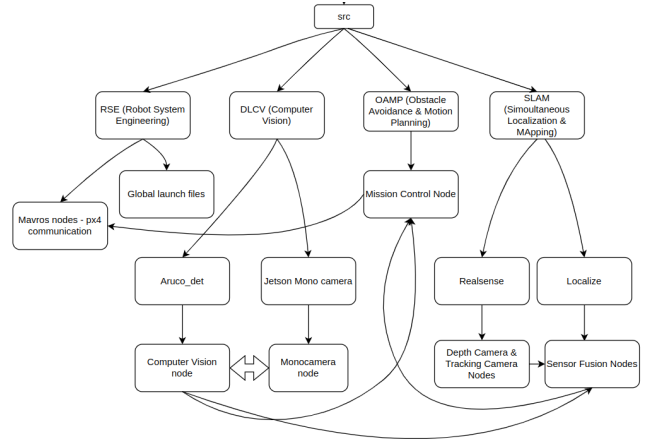 src
RSE (Robot System
Engineering)
DLCV (Computer
Vision)
OAMP (Obstacle
Avoidance & Motion
Planning)
SLAM
(Simoultaneous
Localization &
MApping)
Global launch files
Mission Control Node
Mavros nodes - px4
communication
Aruco_det
Jetson Mono camera
Realsense
Localize
Computer Vision
node
Monocamera
node
Depth Camera &
Tracking Camera
Nodes
Sensor Fusion Nodes